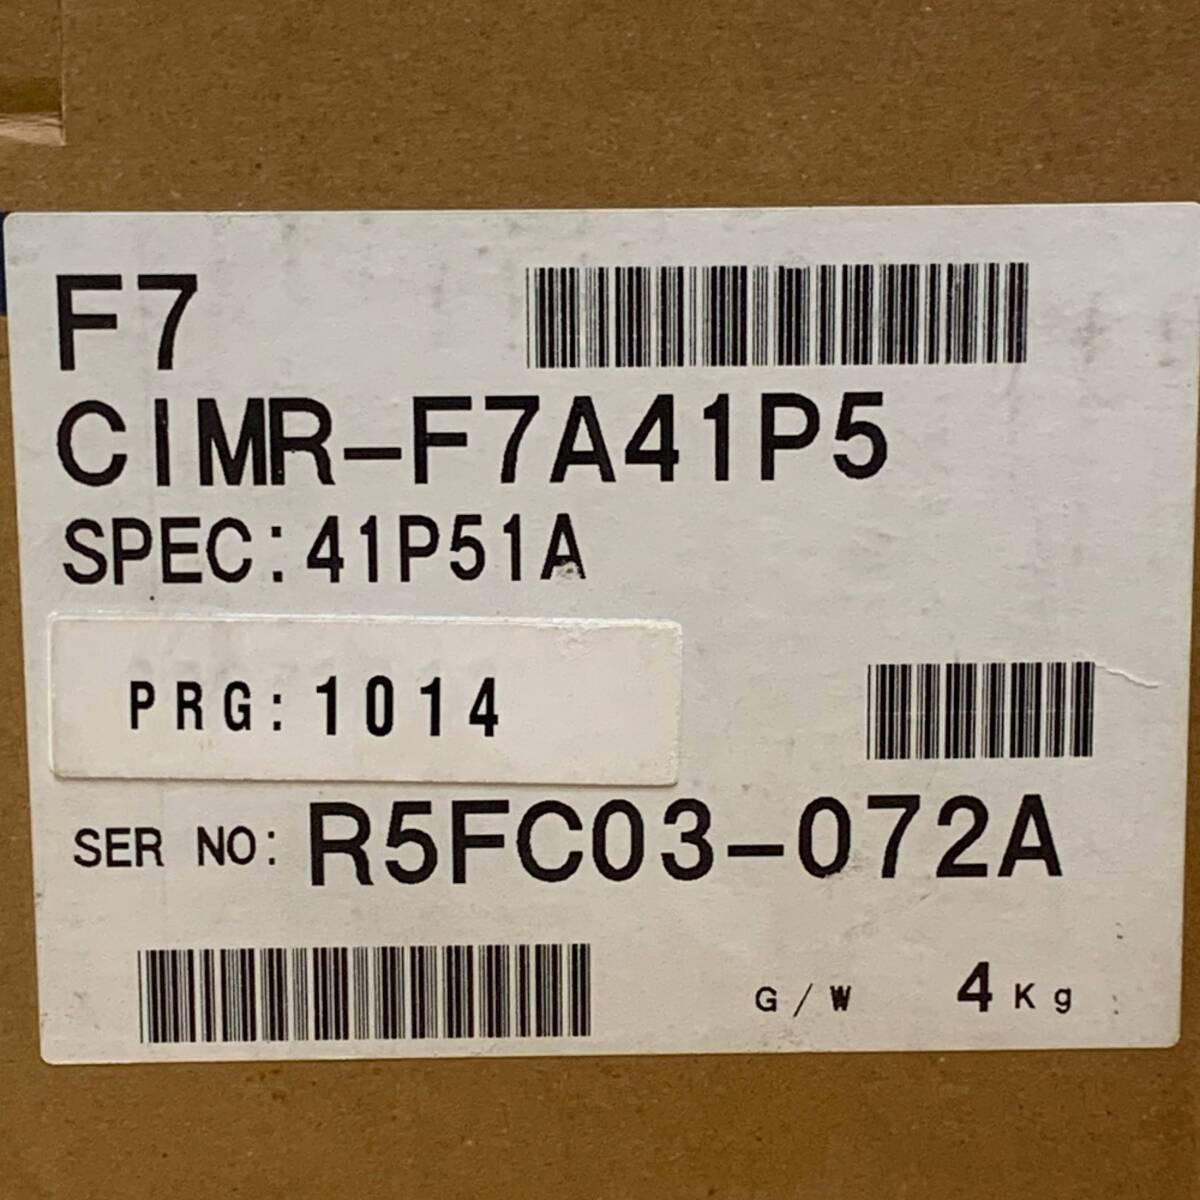 F7
CIMR-F7A41P5
SPEC:41P51A
PRG:1014
SER NO: R5FC03-072A
G/W 4Kg